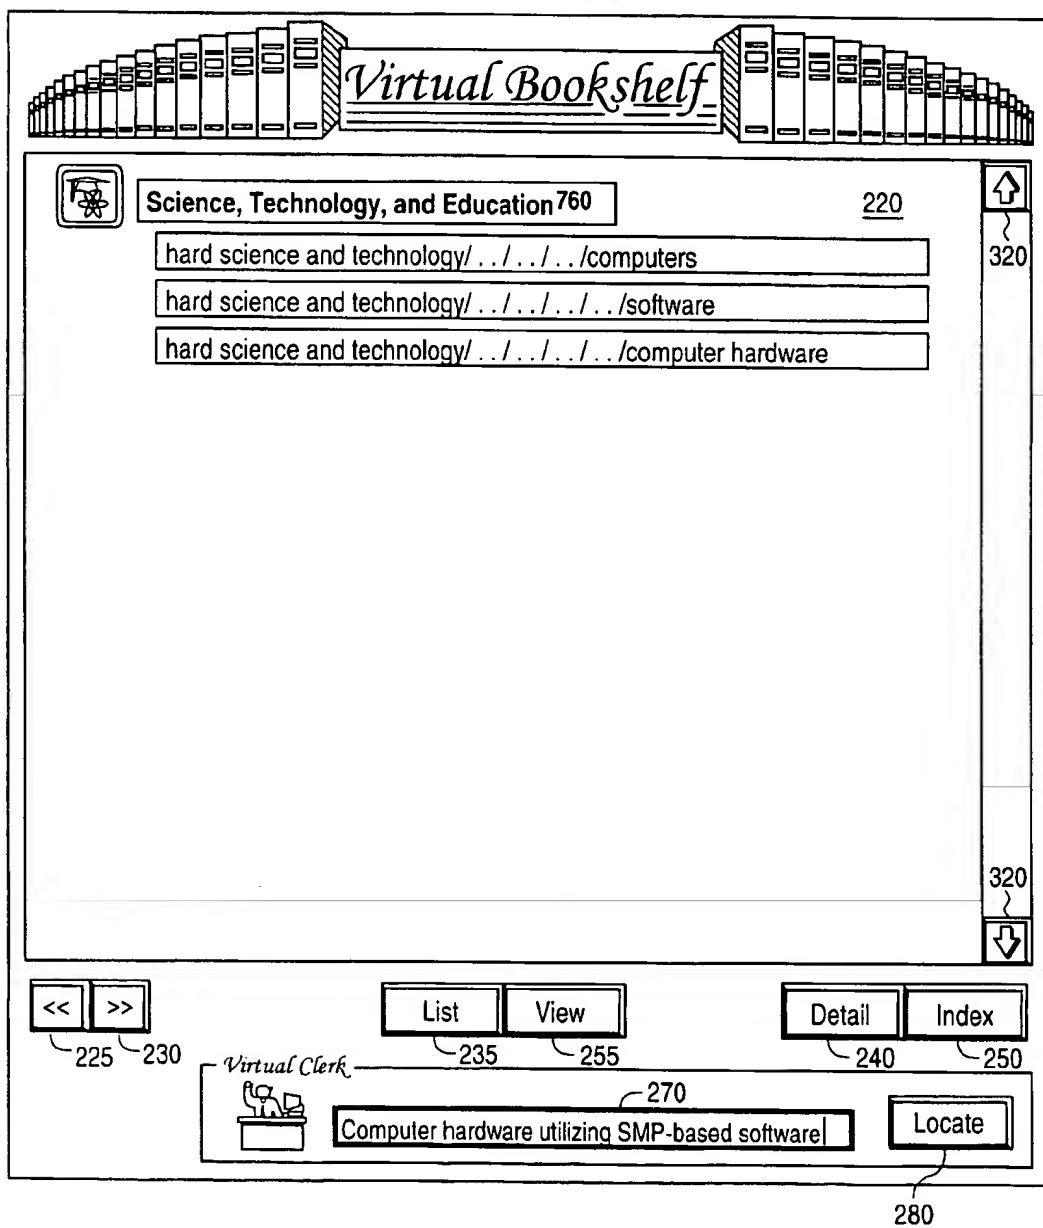 Virtual Bookshelf
Science, Technology, and Education 760
220
320
hard science and technology/ . ./ . ./ . ./computers
hard science and technology/ . ./ . ./ . ./ . ./software
hard science and technology/ . ./ . ./ . ./ . ./computer hardware
320
<< >> List View Detail Index
225 230 235 255 240 250
Virtual Clerk
270
Computer hardware utilizing SMP-based software
Locate
280